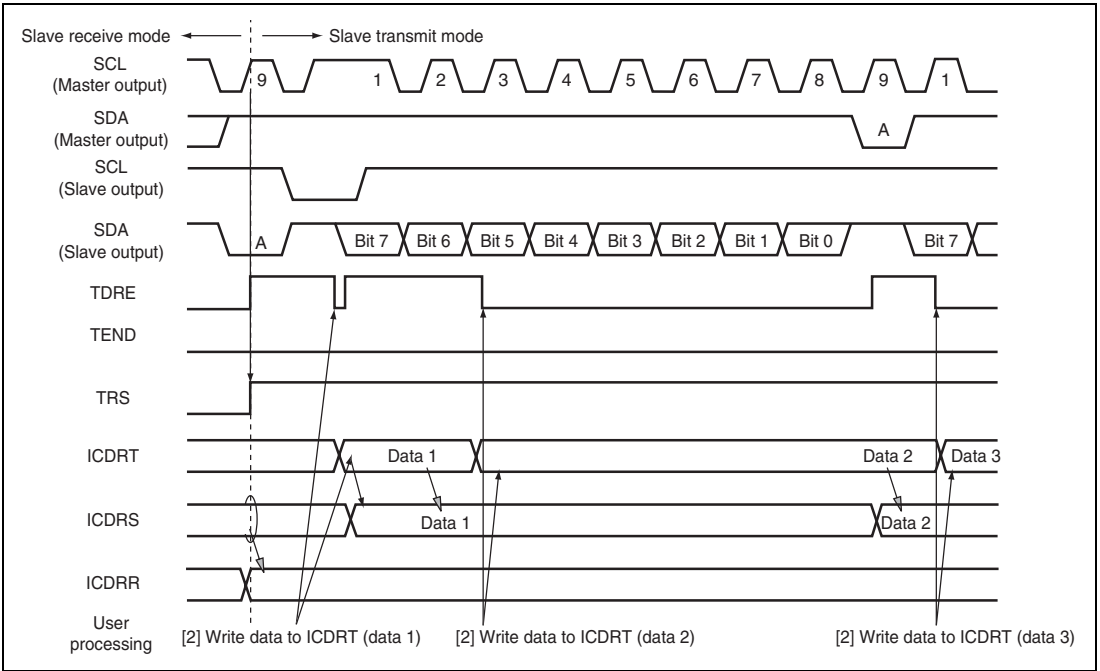 Slave receive mode Slave transmit mode
SCL
(Master output)
9 1 2 3 4 5 6 7 8 9 1
SDA
(Master output)
A
SCL
(Slave output)
SDA
(Slave output)
A Bit 7 Bit 6 Bit 5 Bit 4 Bit 3 Bit 2 Bit 1 Bit 0 Bit 7
TDRE
TEND
TRS
ICDRT
Data 1 Data 2 Data 3
ICDRS
Data 1 Data 2
ICDRR
User
processing
[2] Write data to ICDRT (data 1) [2] Write data to ICDRT (data 2) [2] Write data to ICDRT (data 3)